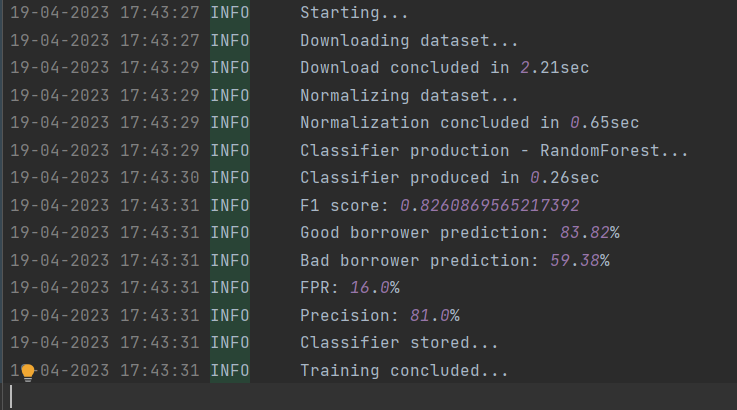 19-04-2023 17:43:27 INFO Starting...
19-04-2023 17:43:27 INFO Downloading dataset...
19-04-2023 17:43:29 INFO Download concluded in 2.21sec
19-04-2023 17:43:29 INFO Normalizing dataset...
19-04-2023 17:43:29 INFO Normalization concluded in 0.65sec
19-04-2023 17:43:29 INFO Classifier production - RandomForest...
19-04-2023 17:43:30 INFO Classifier produced in 0.26sec
19-04-2023 17:43:31 INFO F1 score: 0.8260869565217392
19-04-2023 17:43:31 INFO Good borrower prediction: 83.82%
19-04-2023 17:43:31 INFO Bad borrower prediction: 59.38%
19-04-2023 17:43:31 INFO FPR: 16.0%
19-04-2023 17:43:31 INFO Precision: 81.0%
19-04-2023 17:43:31 INFO Classifier stored...
19-04-2023 17:43:31 INFO Training concluded...